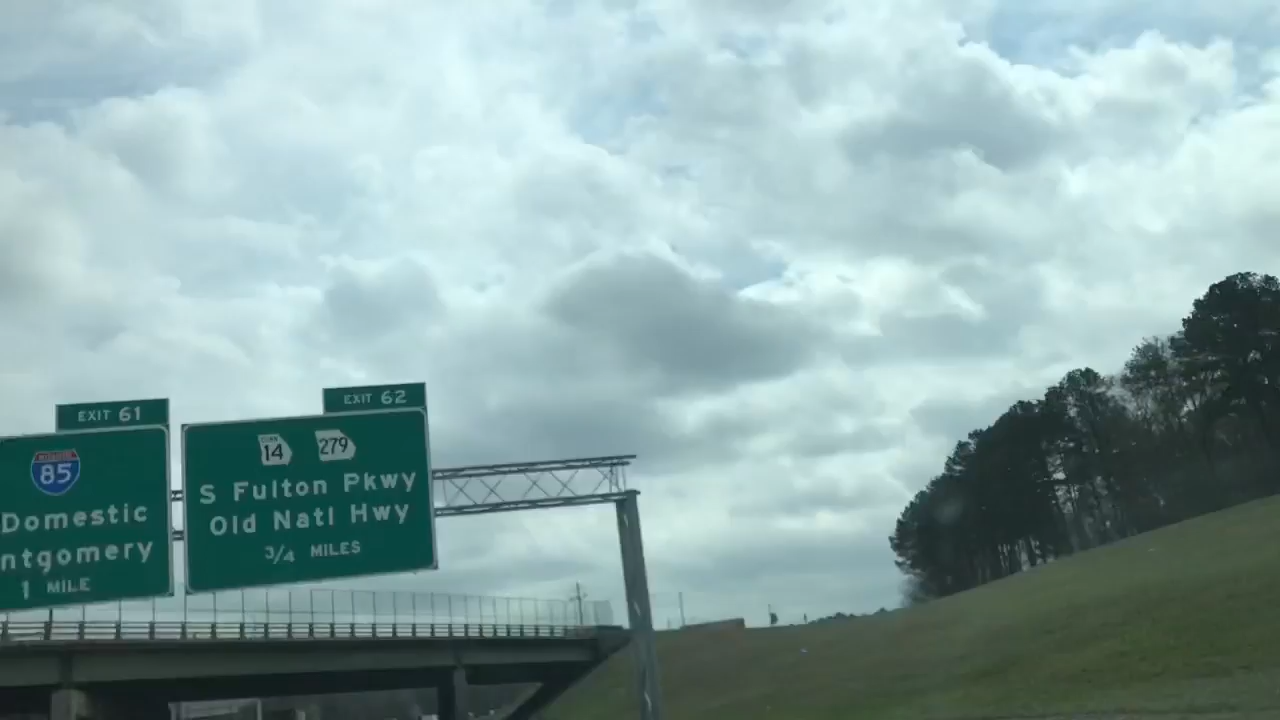 EXIT 61
85
Domestic
ntgomery
1 MILE
EXIT 62
14 279
S Fulton Pkwy
Old Natl Hwy
3/4 MILES